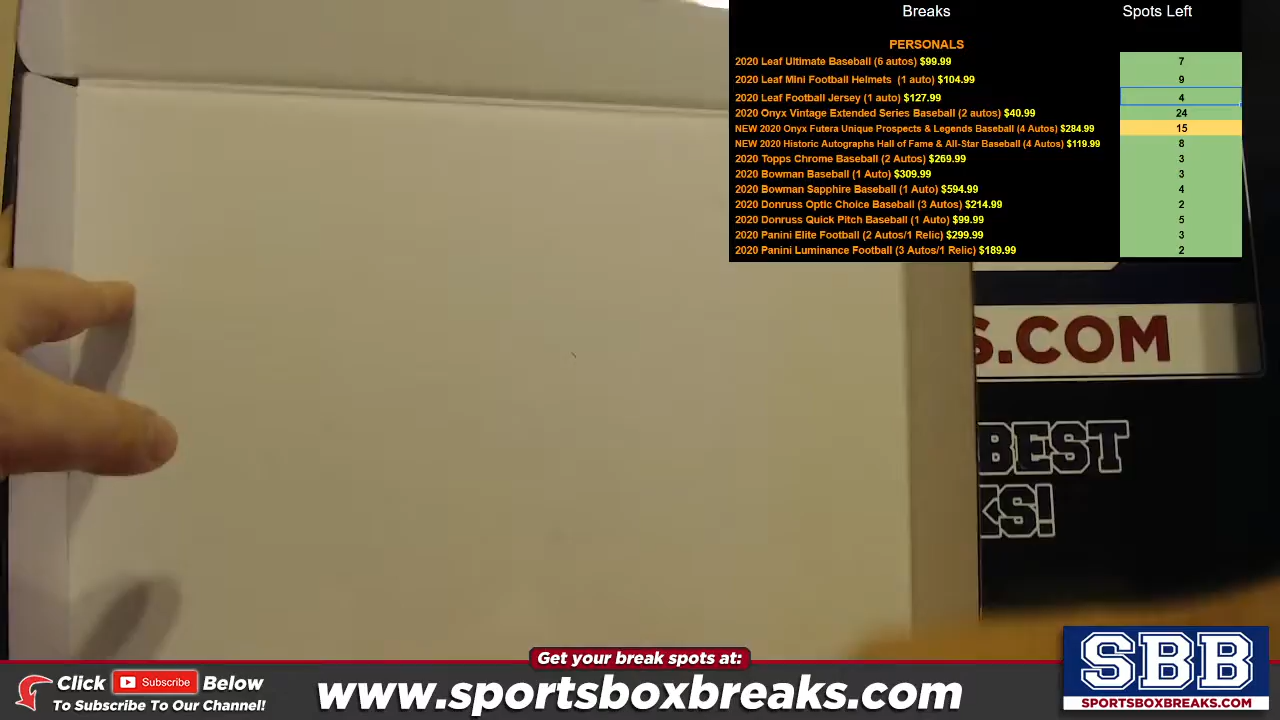 Breaks Spots Left
PERSONALS
2020 Leaf Ultimate Baseball (6 autos) $99.99 7
2020 Leaf Mini Football Helmets (1 auto) $104.99 9
2020 Leaf Football Jersey (1 auto) $127.99 4
2020 Onyx Vintage Extended Series Baseball (2 autos) $40.99 24
NEW 2020 Onyx Futera Unique Prospects & Legends Baseball (4 Autos) $284.99 15
NEW 2020 Historic Autographs Hall of Fame & All-Star Baseball (4 Autos) $119.99 8
2020 Topps Chrome Baseball (2 Autos) $269.99 3
2020 Bowman Baseball (1 Auto) $309.99 3
2020 Bowman Sapphire Baseball (1 Auto) $594.99 4
2020 Donruss Optic Choice Baseball (3 Autos) $214.99 2
2020 Donruss Quick Pitch Baseball (1 Auto) $99.99 5
2020 Panini Elite Football (2 Autos/1 Relic) $299.99 3
2020 Panini Luminance Football (3 Autos/1 Relic) $189.99 2
S.COM
BEST
KS!
Get your break spots at:
Click Subscribe Below
To Subscribe To Our Channel!
www.sportsboxbreaks.com
SBB
SPORTSBOXBREAKS.COM